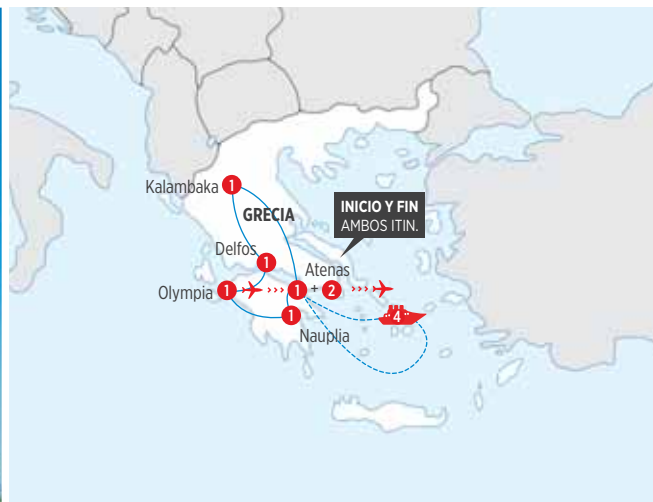 Kalambaka 1
GRECIA
INICIO Y FIN
AMBOS ITIN.
Delfos
1
Atenas
Olympia 1
1 + 2
4
1
Nauplia